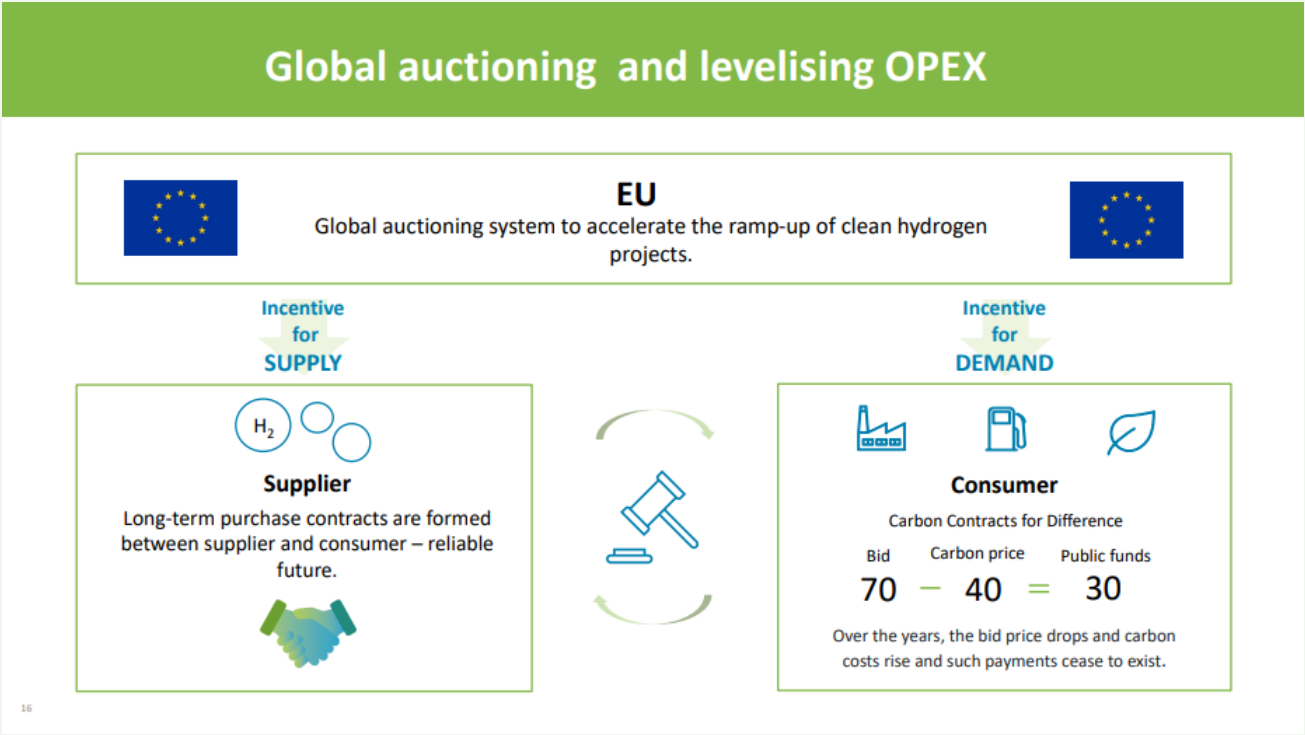 Global auctioning and levelising OPEX
EU
Global auctioning system to accelerate the ramp-up of clean hydrogen
projects.
Incentive
for
SUPPLY
Incentive
for
DEMAND
H2
Supplier
Long-term purchase contracts are formed
between supplier and consumer – reliable
future.
Consumer
Carbon Contracts for Difference
Bid Carbon price Public funds
70 – 40 = 30
Over the years, the bid price drops and carbon
costs rise and such payments cease to exist.
16